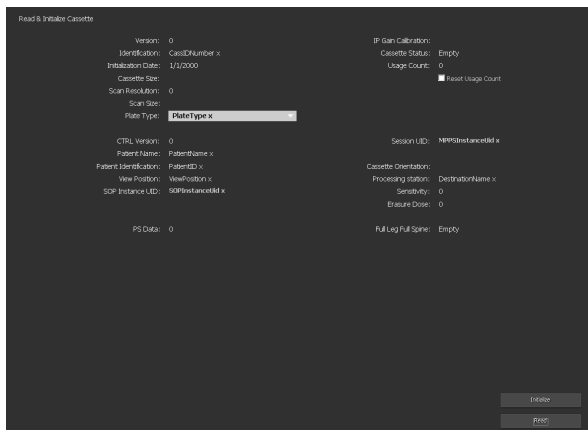 Read & Initialize Cassette
Version: 0 IP Gain Calibration:
Identification: CassIDNumber x Cassette Status: Empty
Initialization Date: 1/1/2000 Usage Count: 0
Cassette Size: Reset Usage Count
Scan Resolution: 0
Scan Size:
Plate Type: PlateType x
CTRL Version: 0 Session UID: MPPSInstanceUid x
Patient Name: PatientName x
Patient Identification: PatientID x Cassette Orientation:
View Position: ViewPosition x Processing station: DestinationName x
SOP Instance UID: SOPInstanceUid x Sensitivity: 0
Erasure Dose: 0
PS Data: 0 Full Leg Full Spine: Empty
Initialize
Read